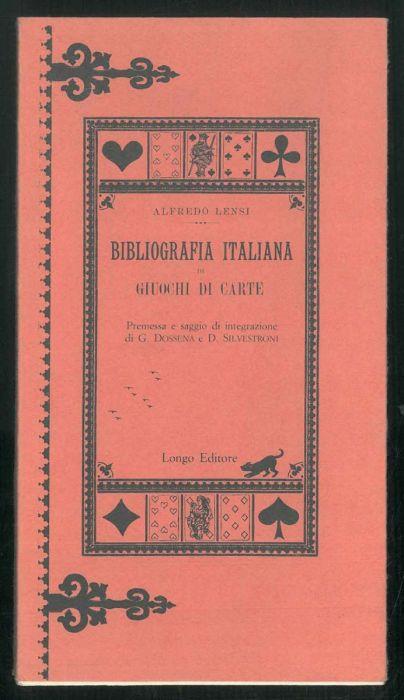 ALFREDO LENSI
BIBLIOGRAFIA ITALIANA
DI
GIUOCHI DI CARTE
Premessa e saggio di integrazione
di G. DOSSENA e D. SILVESTRONI
Longo Editore